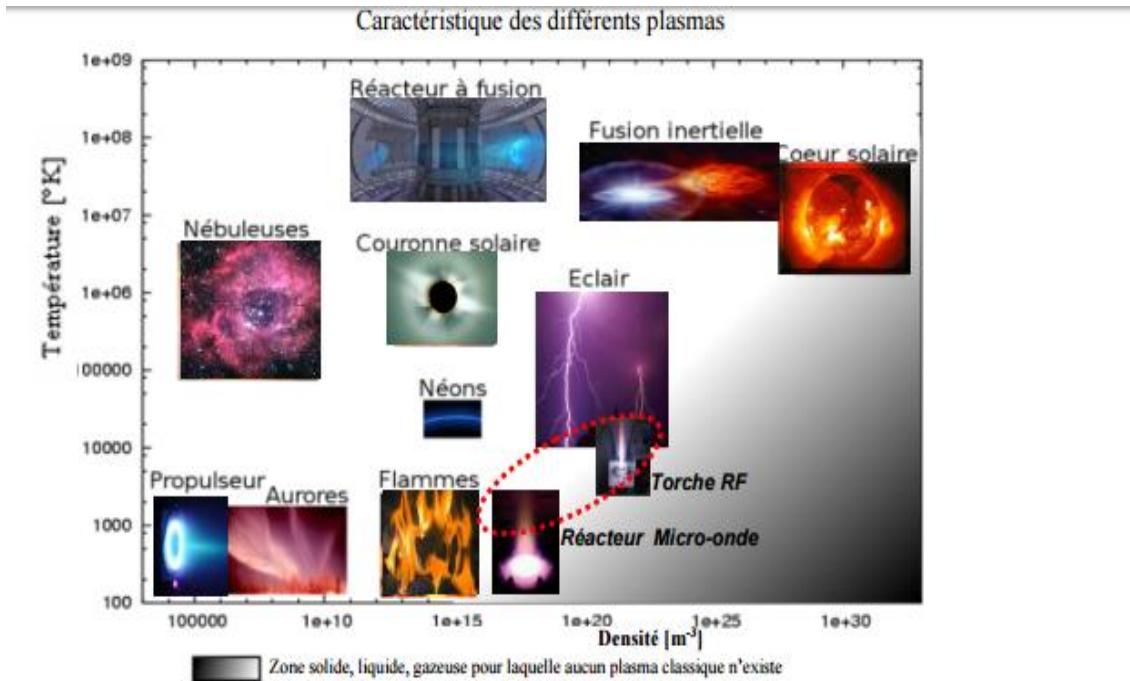 Caractéristique des différents plasmas
1e+09
Réacteur à fusion
Fusion inertielle
1e+08
Coeur solaire
1e+07
Nébuleuses
Couronne solaire
Eclair
1e+06
Température [°K]
100000
Néons
10000
Propulseur
Aurores
Flammes
Torche RF
1000
Réacteur Micro-onde
100
100000
1e+10
1e+15
1e+20
1e+25
1e+30
Densité [m-3]
Zone solide, liquide, gazeuse pour laquelle aucun plasma classique n'existe